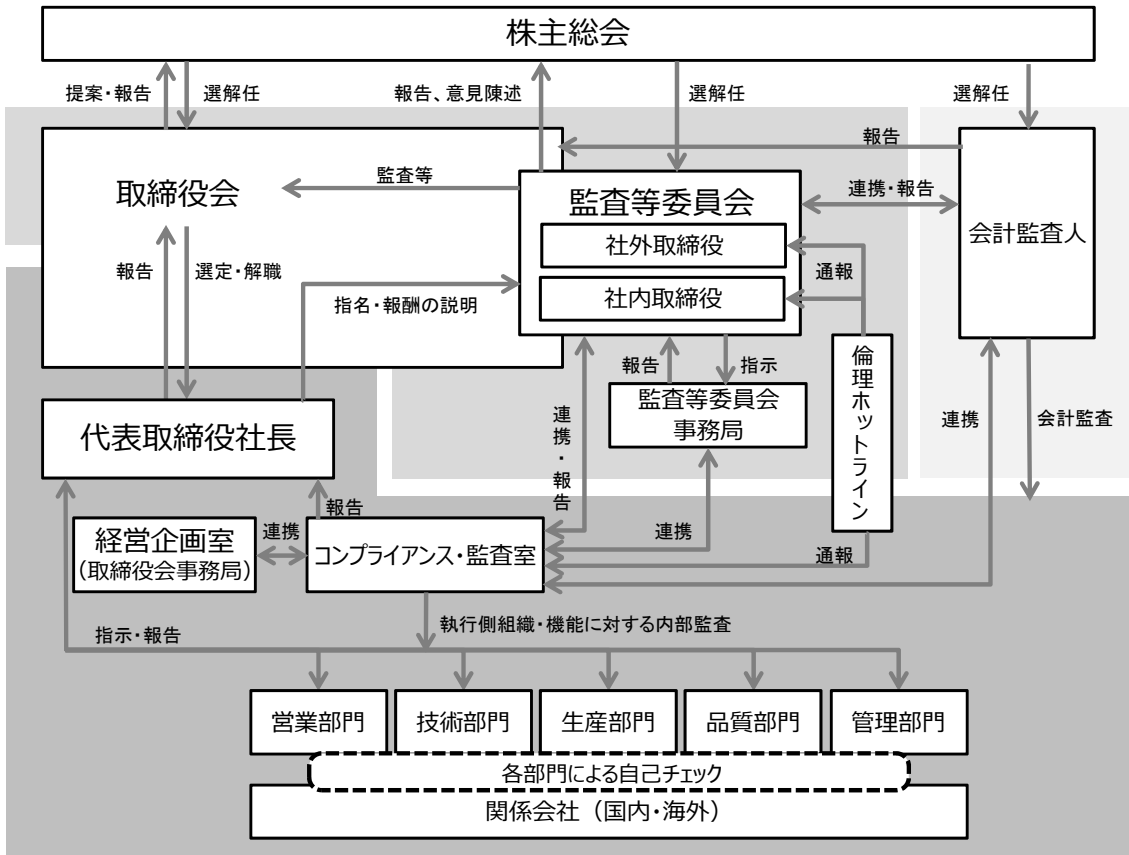 株主総会
提案・報告
選解任
報告、意見陳述
選解任
選解任
報告
取締役会
監査等
監査等委員会
連携・報告
会計監査人
社外取締役
報告
選定・解職
通報
社内取締役
指名・報酬の説明
報告
指示
倫理ホットライン
監査等委員会
事務局
代表取締役社長
連携・報告
連携
会計監査
報告
経営企画室
(取締役会事務局)
連携
コンプライアンス・監査室
連携
通報
執行側組織・機能に対する内部監査
指示・報告
営業部門
技術部門
生産部門
品質部門
管理部門
各部門による自己チェック
関係会社（国内・海外）